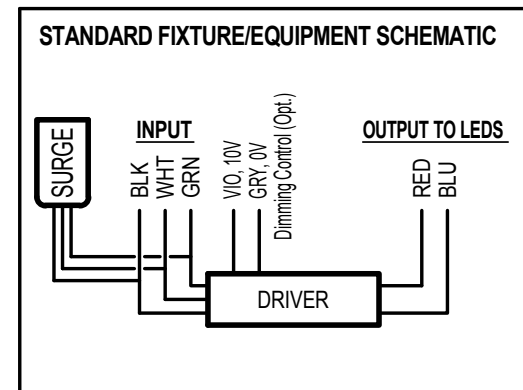 STANDARD FIXTURE/EQUIPMENT SCHEMATIC
SURGE
INPUT
BLK
WHT
GRN
VIO, 10V
GRY, 0V
Dimming Control (Opt.)
OUTPUT TO LEDS
RED
BLU
DRIVER